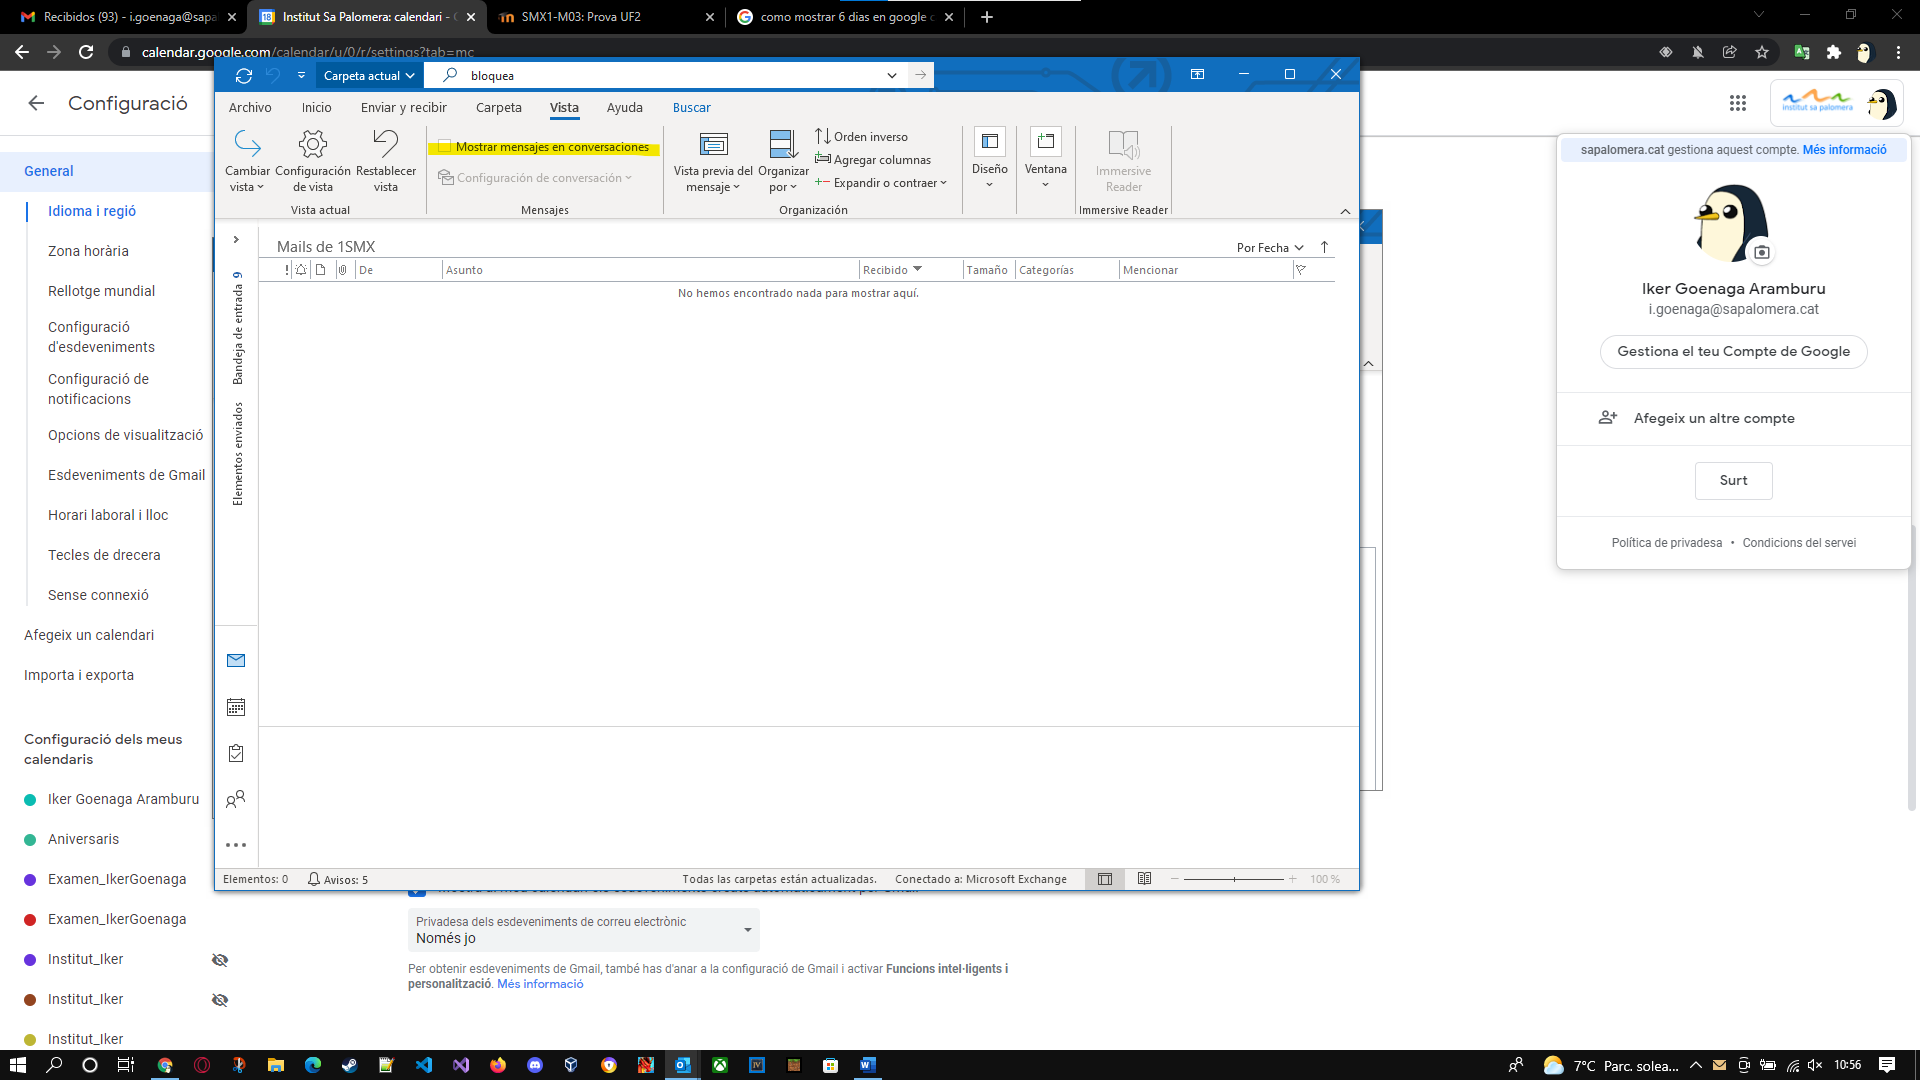 Recibidos (93) - i.goenaga@sapa
Institut Sa Palomera: calendari -
SMX1-M03: Prova UF2
como mostrar 6 dias en google
calendar.google.com/calendar/u/0/r/settings?tab=mc
Configuració
institut sa palomera
General
Idioma i regió
Zona horària
Rellotge mundial
Configuració
d'esdeveniments
Configuració de
notificacions
Opcions de visualització
Esdeveniments de Gmail
Horari laboral i lloc
Tecles de drecera
Sense connexió
Afegeix un calendari
Importa i exporta
Configuració dels meus
calendaris
Iker Goenaga Aramburu
Aniversaris
Examen_IkerGoenaga
Examen_IkerGoenaga
Institut_Iker
Institut_Iker
Institut_Iker
Carpeta actual
bloquea
Archivo Inicio Enviar y recibir Carpeta Vista Ayuda Buscar
Cambiar
vista
Configuración
de vista
Restablecer
vista
Vista actual
Mostrar mensajes en conversaciones
Configuración de conversación
Mensajes
Vista previa del
mensaje
Organizar
por
Orden inverso
Agregar columnas
Expandir o contraer
Organización
Diseño
Ventana
Immersive
Reader
Immersive Reader
Bandeja de entrada 9
Elementos enviados
Mails de 1SMX
Por Fecha
De Asunto Recibido Tamaño Categorías Mencionar
No hemos encontrado nada para mostrar aquí.
Elementos: 0 Avisos: 5 Todas las carpetas están actualizadas. Conectado a: Microsoft Exchange 100 %
Privadesa dels esdeveniments de correu electrònic
Només jo
Per obtenir esdeveniments de Gmail, també has d'anar a la configuració de Gmail i activar Funcions intel·ligents i
personalització. Més informació
sapalomera.cat gestiona aquest compte. Més informació
Iker Goenaga Aramburu
i.goenaga@sapalomera.cat
Gestiona el teu Compte de Google
Afegeix un altre compte
Surt
Política de privadesa • Condicions del servei
7°C Parc. solea... 10:56